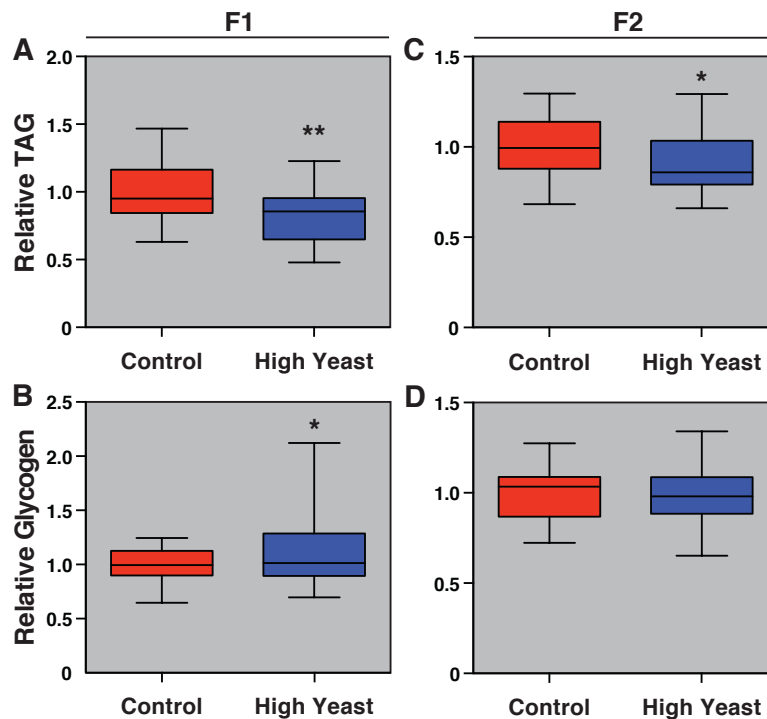 F1
F2
A
2.0
1.5
1.0
0.5
0
Relative TAG
**
Control
High Yeast
C
1.5
1.0
0.5
0
*
Control
High Yeast
B
2.5
2.0
1.5
1.0
0.5
0
Relative Glycogen
*
Control
High Yeast
D
1.5
1.0
0.5
0
Control
High Yeast